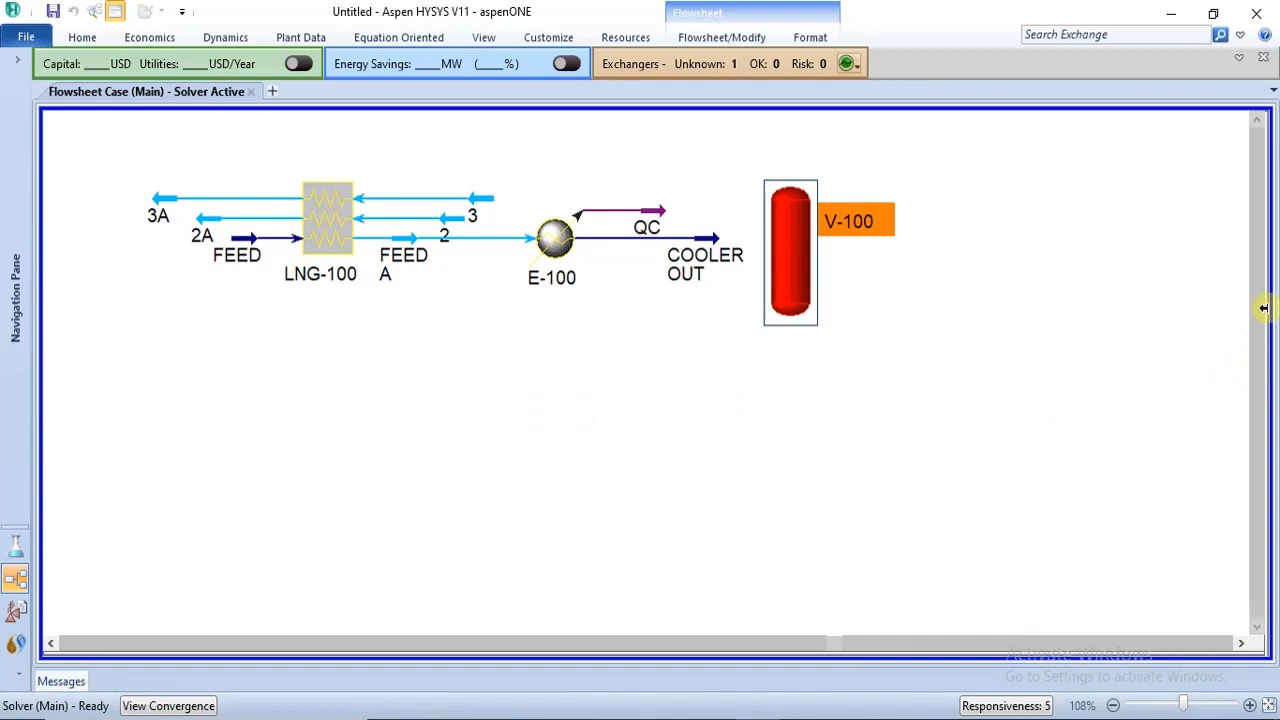 Untitled - Aspen HYSYS V11 - aspenONE
Flowsheet
File
Home
Economics
Dynamics
Plant Data
Equation Oriented
View
Customize
Resources
Flowsheet/Modify
Format
Search Exchange
Capital: ____USD Utilities: ____USD/Year
Energy Savings: ____MW (____%)
Exchangers - Unknown: 1 OK: 0 Risk: 0
Flowsheet Case (Main) - Solver Active
Navigation Pane
3A
3
2A
2
FEED
LNG-100
FEED
A
E-100
QC
COOLER
OUT
V-100
Activate Windows
Go to Settings to activate Windows.
Messages
Solver (Main) - Ready
View Convergence
Responsiveness: 5
108%